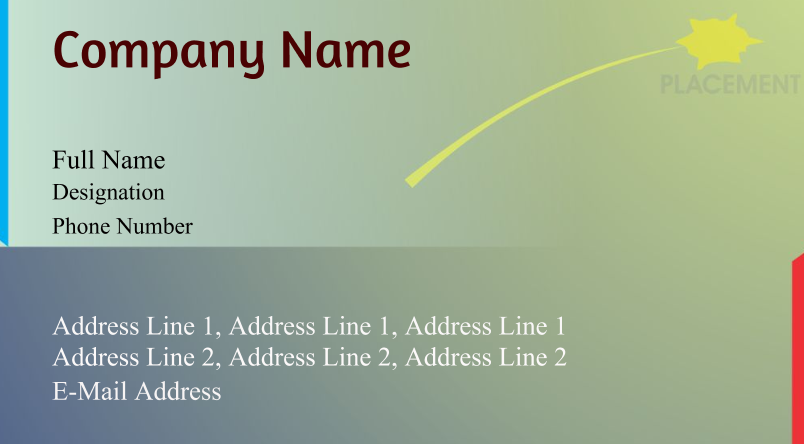 Company Name
PLACEMENT
Full Name
Designation
Phone Number
Address Line 1, Address Line 1, Address Line 1
Address Line 2, Address Line 2, Address Line 2
E-Mail Address